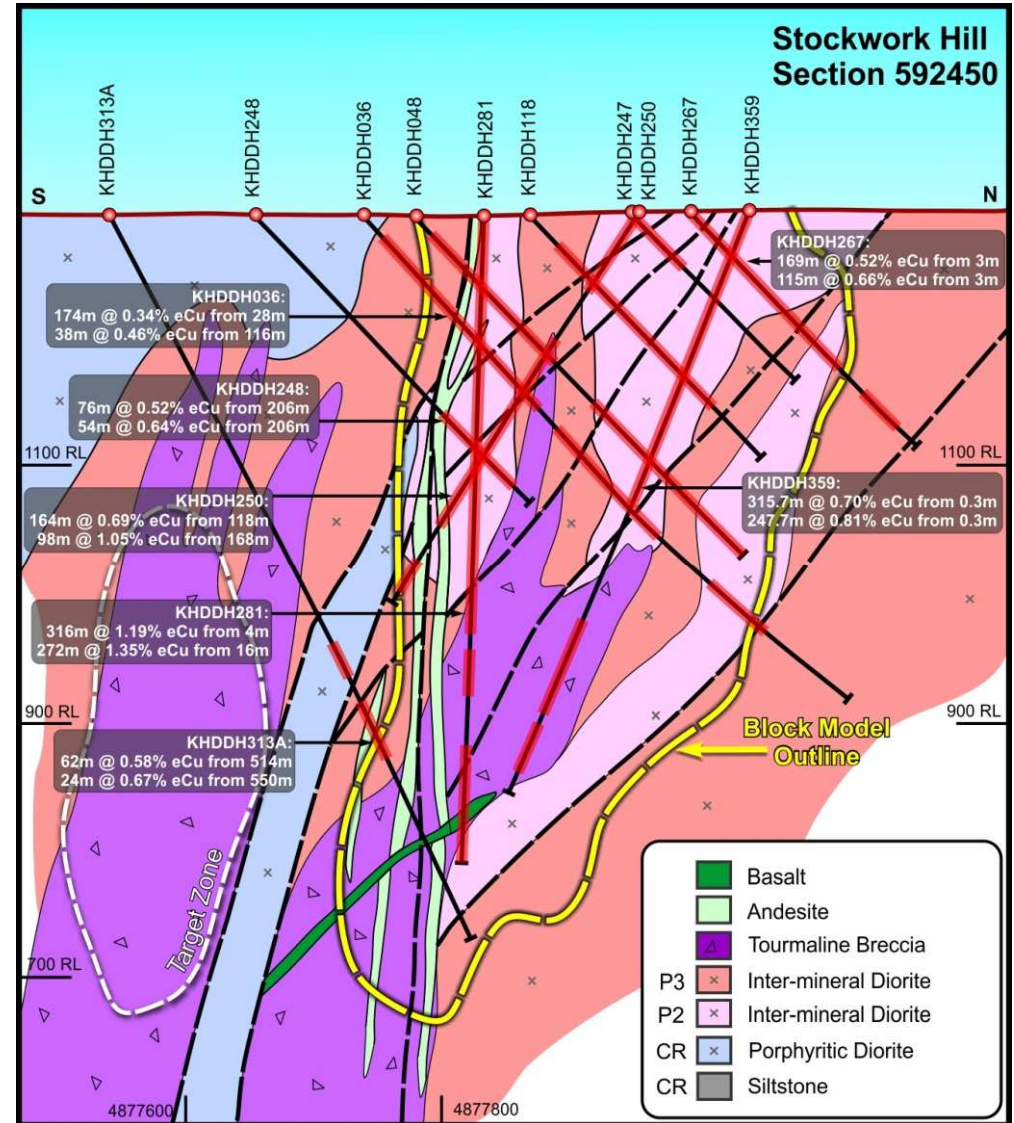 Stockwork Hill
Section 592450
KHDDH313A
KHDDH248
KHDDH036
KHDDH048
KHDDH281
KHDDH118
KHDDH247
KHDDH250
KHDDH267
KHDDH359
S
N
KHDDH267:
169m @ 0.52% eCu from 3m
115m @ 0.66% eCu from 3m
KHDDH036:
174m @ 0.34% eCu from 28m
38m @ 0.46% eCu from 116m
KHDDH248:
76m @ 0.52% eCu from 206m
54m @ 0.64% eCu from 206m
1100 RL
1100 RL
KHDDH359:
315.7m @ 0.70% eCu from 0.3m
247.7m @ 0.81% eCu from 0.3m
KHDDH250:
164m @ 0.69% eCu from 118m
98m @ 1.05% eCu from 168m
KHDDH281:
316m @ 1.19% eCu from 4m
272m @ 1.35% eCu from 16m
900 RL
900 RL
KHDDH313A:
62m @ 0.58% eCu from 514m
24m @ 0.67% eCu from 550m
Block Model
Outline
Target Zone
700 RL
Basalt
Andesite
Tourmaline Breccia
P3 Inter-mineral Diorite
P2 Inter-mineral Diorite
CR Porphyritic Diorite
CR Siltstone
4877600
4877800